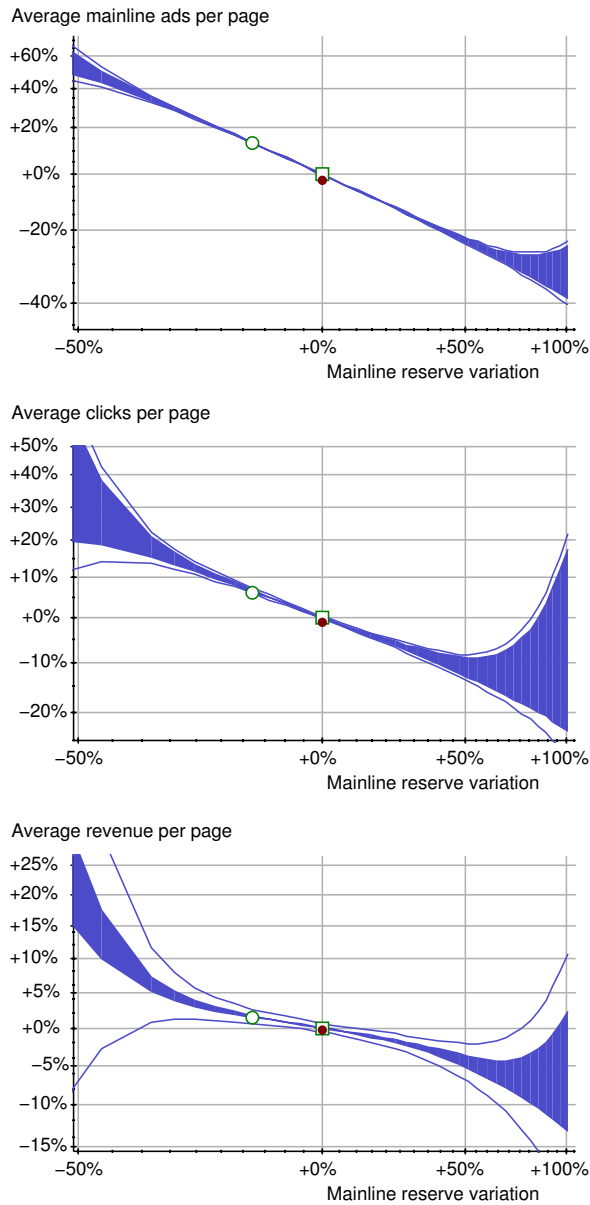 Average mainline ads per page
+60%
+40%
+20%
+0%
−20%
−40%
−50% +0% +50% +100%
Mainline reserve variation
Average clicks per page
+50%
+40%
+30%
+20%
+10%
+0%
−10%
−20%
−50% +0% +50% +100%
Mainline reserve variation
Average revenue per page
+25%
+20%
+15%
+10%
+5%
+0%
−5%
−10%
−15%
−50% +0% +50% +100%
Mainline reserve variation